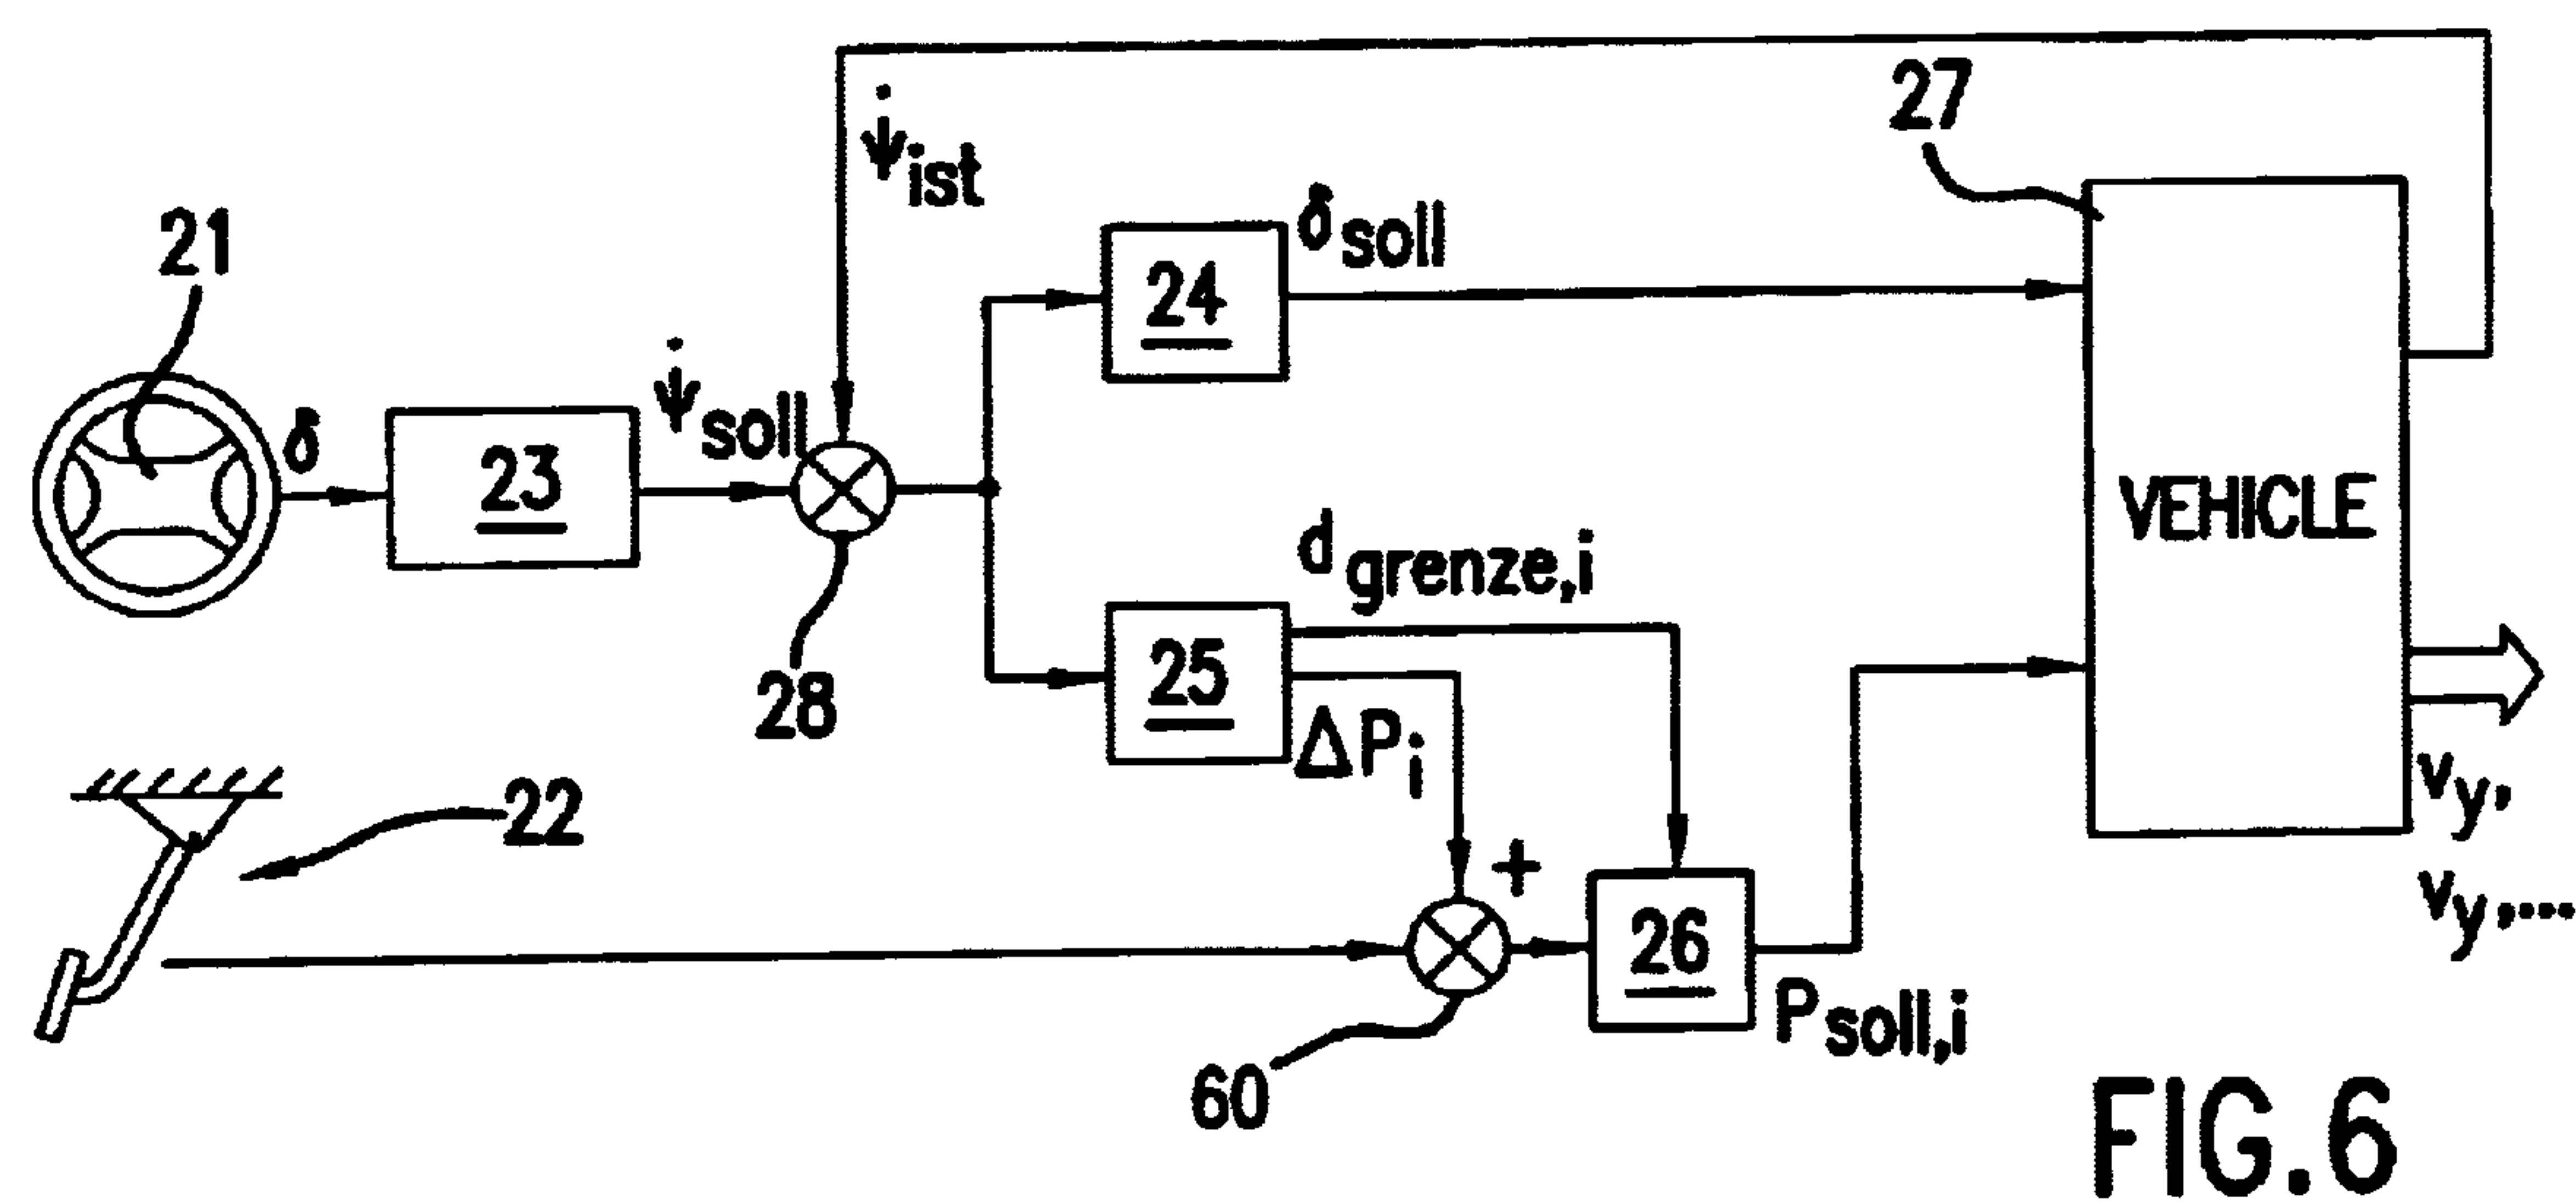 27
ψ̇ist
21
δsoll
24
δ
ψ̇soll
23
VEHICLE
dgrenze,i
25
28
ΔPi
vy,
22
+
vy,...
26
Psoll,i
60
FIG.6